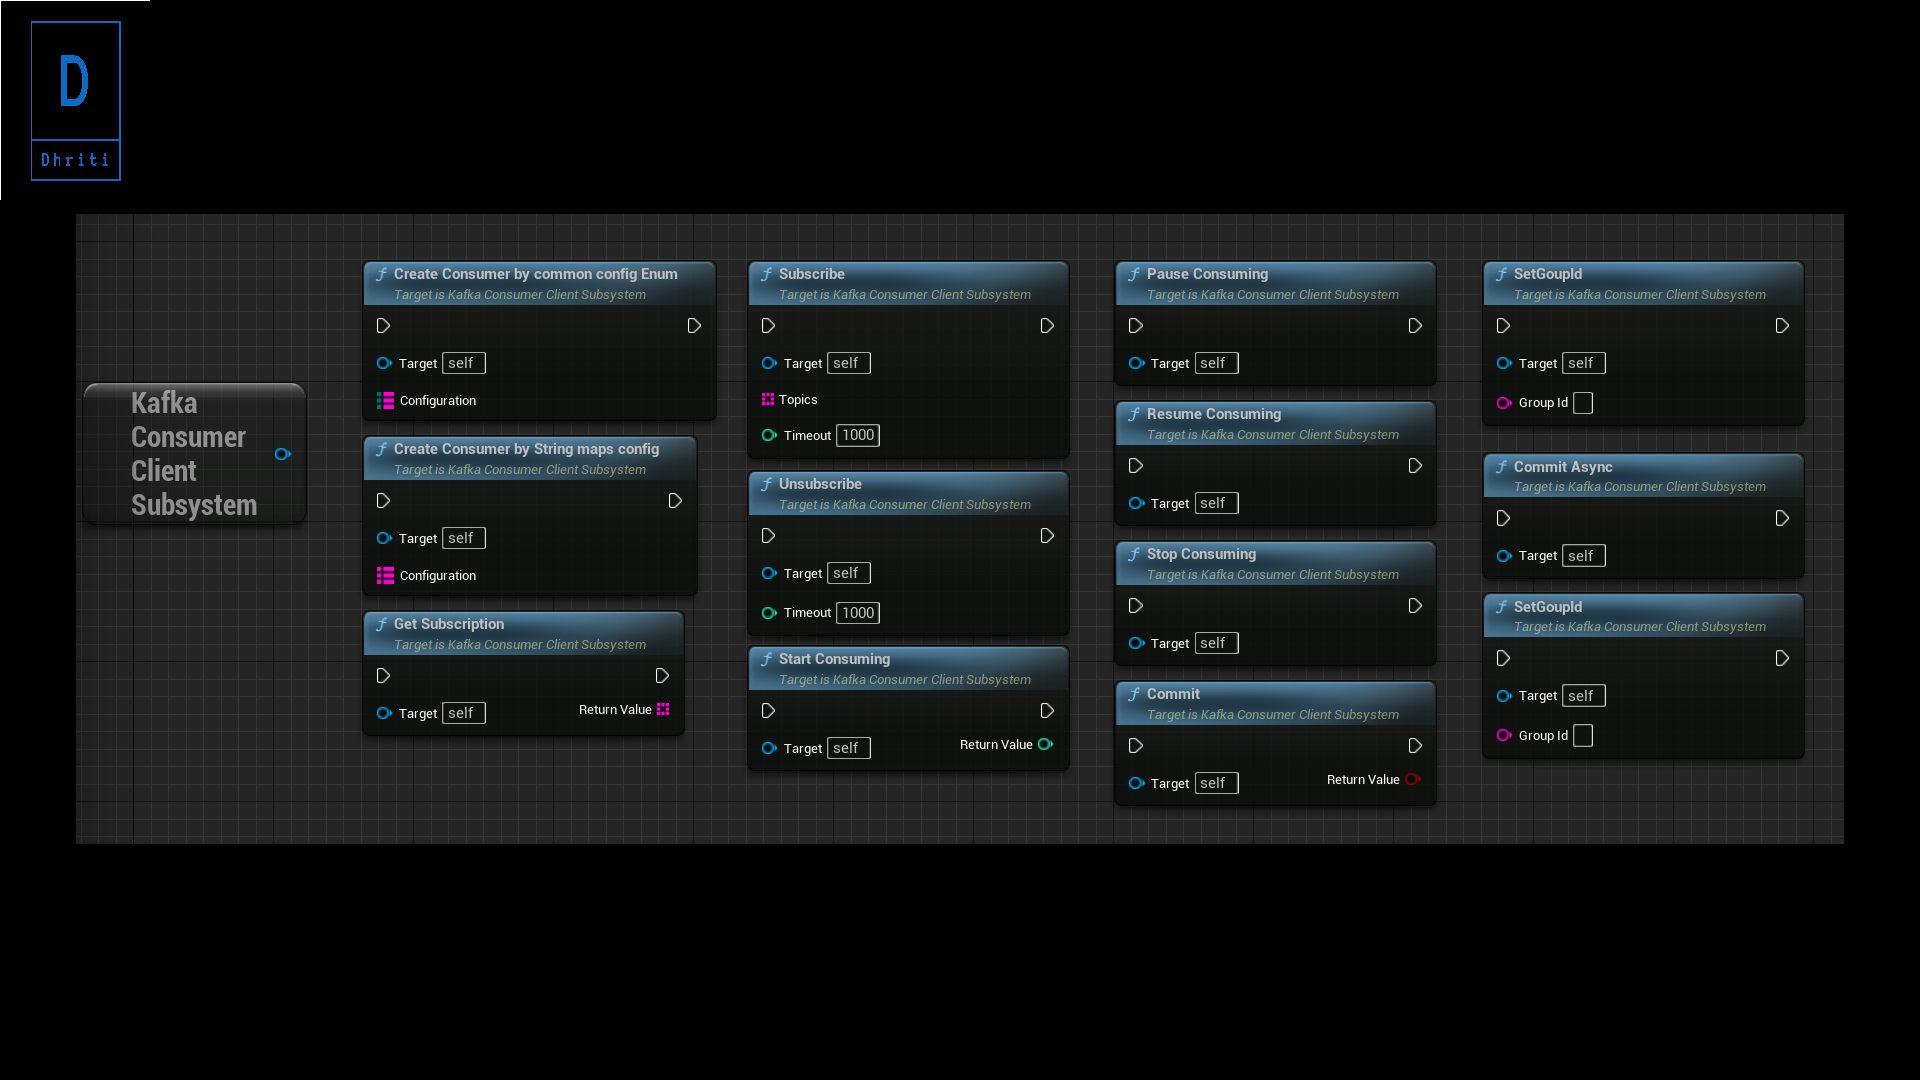 D
Dhriti
Kafka
Consumer
Client
Subsystem
Create Consumer by common config Enum
Target is Kafka Consumer Client Subsystem
Target self
Configuration
Create Consumer by String maps config
Target is Kafka Consumer Client Subsystem
Target self
Configuration
Get Subscription
Target is Kafka Consumer Client Subsystem
Target self Return Value
Subscribe
Target is Kafka Consumer Client Subsystem
Target self
Topics
Timeout 1000
Unsubscribe
Target is Kafka Consumer Client Subsystem
Target self
Timeout 1000
Start Consuming
Target is Kafka Consumer Client Subsystem
Target self Return Value
Pause Consuming
Target is Kafka Consumer Client Subsystem
Target self
Resume Consuming
Target is Kafka Consumer Client Subsystem
Target self
Stop Consuming
Target is Kafka Consumer Client Subsystem
Target self
Commit
Target is Kafka Consumer Client Subsystem
Target self Return Value
SetGoupId
Target is Kafka Consumer Client Subsystem
Target self
Group Id
Commit Async
Target is Kafka Consumer Client Subsystem
Target self
SetGoupId
Target is Kafka Consumer Client Subsystem
Target self
Group Id